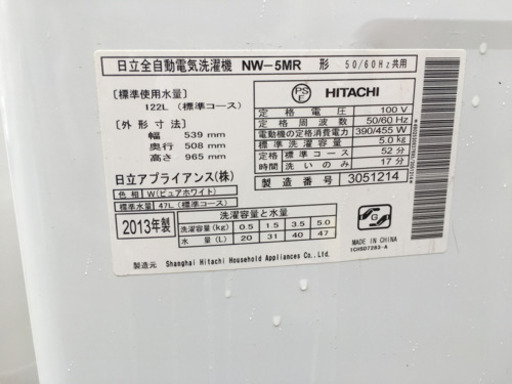 日立全自動電気洗濯機 NW-5MR 形 50/60Hz共用
[標準使用水量]
122L (標準コース)
[外形寸法]
幅 539 mm
奥行 508 mm
高さ 965 mm
日立アプライアンス(株)
色相 W(ピュアホワイト)
標準水量 47L (標準コース)
PS
E
HITACHI
定格電圧 100 V
定格周波数 50/60 Hz
電動機の定格消費電力 390/455 W
標準洗濯容量 5.0kg
定格 標準コース 52分
時間 洗いのみ 17分
製造番号 3051214
2013年製
洗濯容量と水量
洗濯容量(kg) 0.5 1.5 3.5 5.0
水量(L) 20 31 40 47
MADE IN CHINA
製造元 Shanghai Hitachi Household Appliances Co., Ltd.